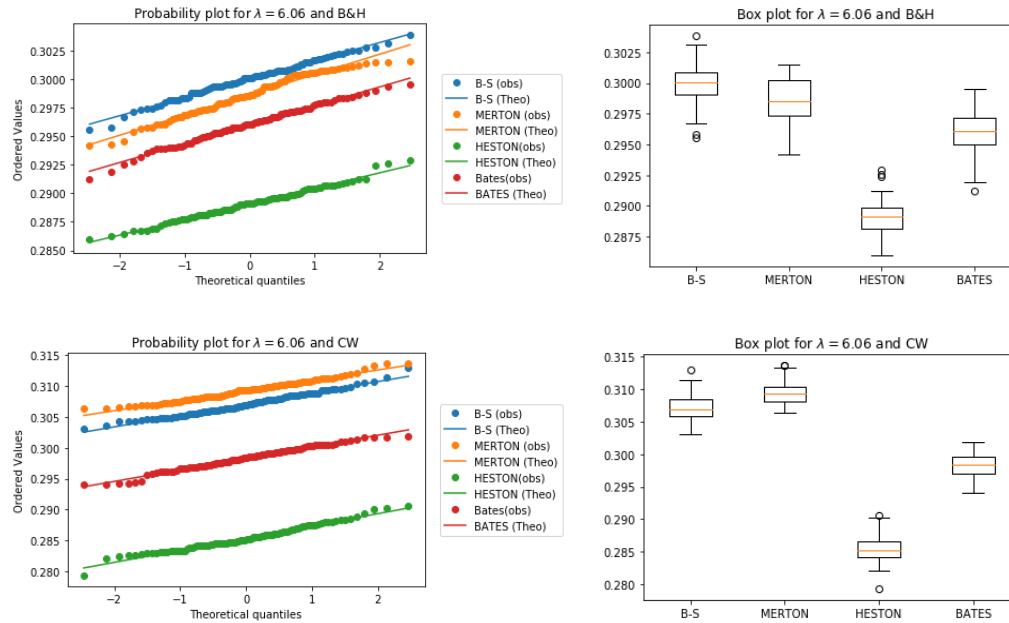 Probability plot for λ = 6.06 and B&H
Ordered Values
0.3025
0.3000
0.2975
0.2950
0.2925
0.2900
0.2875
0.2850
−2
−1
0
1
2
Theoretical quantiles
B-S (obs)
B-S (Theo)
MERTON (obs)
MERTON (Theo)
HESTON(obs)
HESTON (Theo)
Bates(obs)
BATES (Theo)
Box plot for λ = 6.06 and B&H
0.3025
0.3000
0.2975
0.2950
0.2925
0.2900
0.2875
B-S
MERTON
HESTON
BATES
Probability plot for λ = 6.06 and CW
Ordered Values
0.315
0.310
0.305
0.300
0.295
0.290
0.285
0.280
−2
−1
0
1
2
Theoretical quantiles
B-S (obs)
B-S (Theo)
MERTON (obs)
MERTON (Theo)
HESTON(obs)
HESTON (Theo)
Bates(obs)
BATES (Theo)
Box plot for λ = 6.06 and CW
0.315
0.310
0.305
0.300
0.295
0.290
0.285
0.280
B-S
MERTON
HESTON
BATES